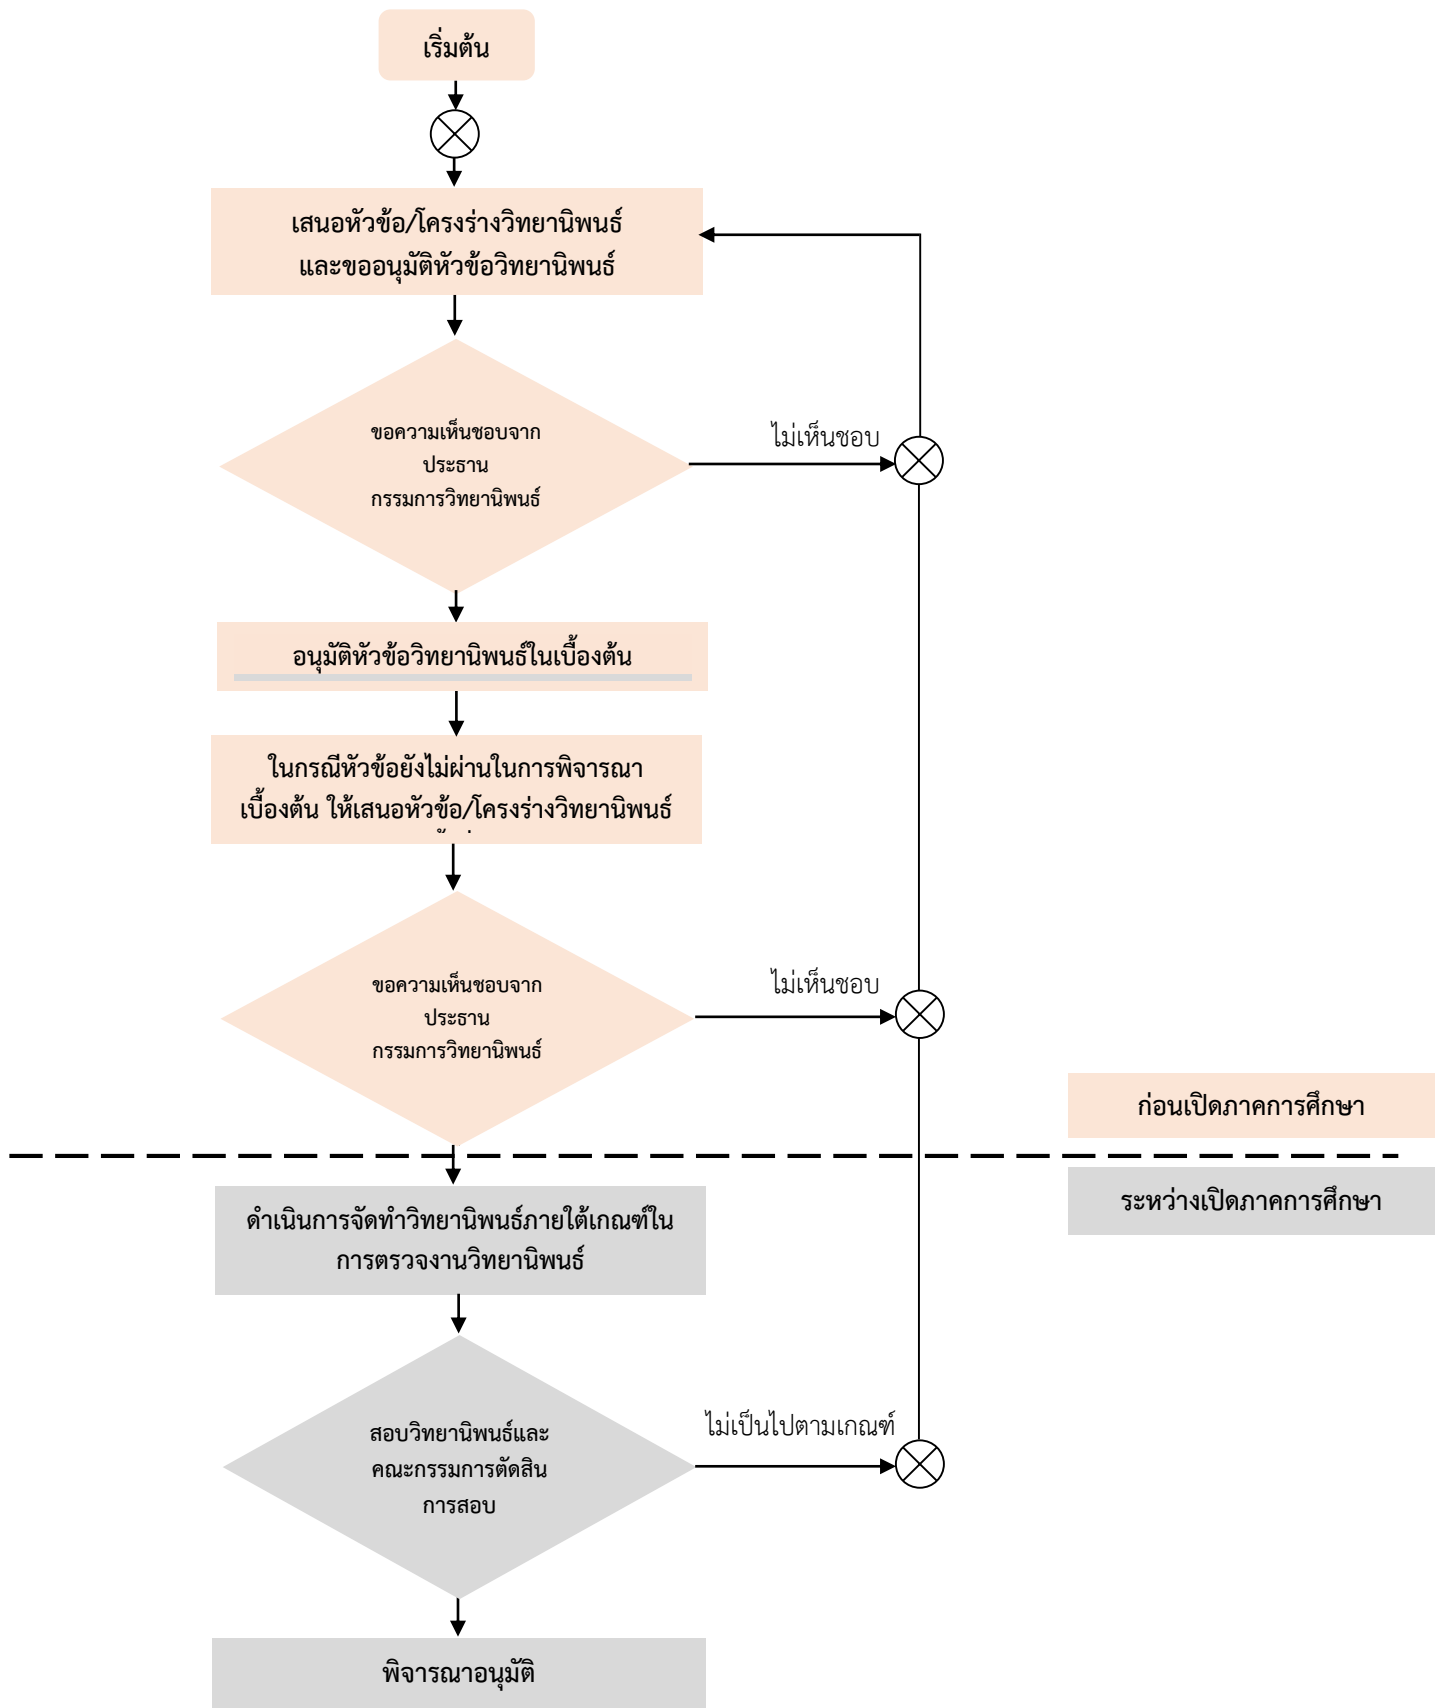 เริ่มต้น
เสนอหัวข้อ/โครงร่างวิทยานิพนธ์
และขออนุมัติหัวข้อวิทยานิพนธ์
ขอความเห็นชอบจาก
ประธาน
กรรมการวิทยานิพนธ์
ไม่เห็นชอบ
อนุมัติหัวข้อวิทยานิพนธ์ในเบื้องต้น
ในกรณีหัวข้อยังไม่ผ่านในการพิจารณา
เบื้องต้น ให้เสนอหัวข้อ/โครงร่างวิทยานิพนธ์
ขอความเห็นชอบจาก
ประธาน
กรรมการวิทยานิพนธ์
ไม่เห็นชอบ
ก่อนเปิดภาคการศึกษา
ระหว่างเปิดภาคการศึกษา
ดำเนินการจัดทำวิทยานิพนธ์ภายใต้เกณฑ์ใน
การตรวจงานวิทยานิพนธ์
สอบวิทยานิพนธ์และ
คณะกรรมการตัดสิน
การสอบ
ไม่เป็นไปตามเกณฑ์
พิจารณาอนุมัติ